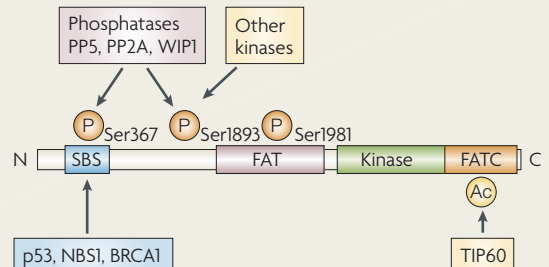 Phosphatases
PP5, PP2A, WIP1
Other
kinases
P Ser367
P Ser1893
P Ser1981
N
SBS
FAT
Kinase
FATC
C
Ac
p53, NBS1, BRCA1
TIP60